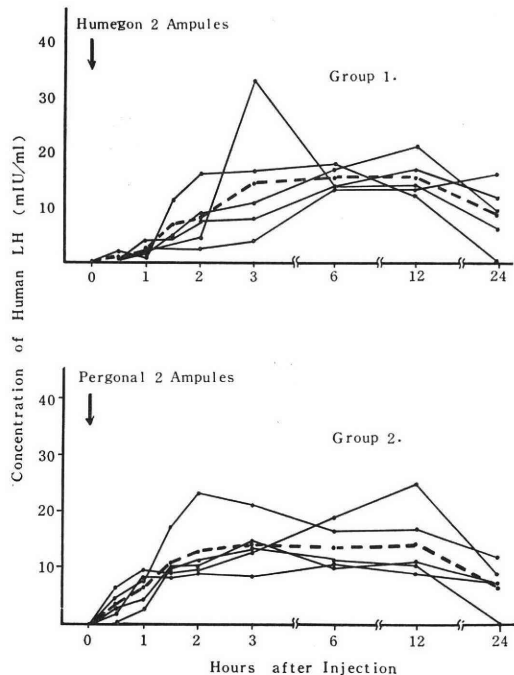 Humegon 2 Ampules
Group 1.
40
30
20
10
0 1 2 3 6 12 24
Concentration of Human LH (mIU/ml)
Pergonal 2 Ampules
Group 2.
40
30
20
10
0 1 2 3 6 12 24
Hours after Injection